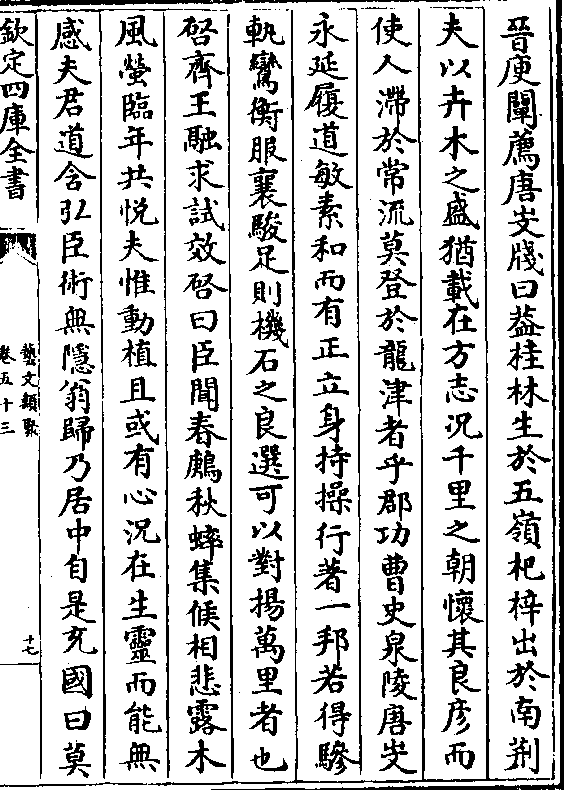 晉庾闡薦唐岋牋曰葢桂林生於五嶺杞梓出於南荆
夫以卉木之盛猶載在方志况千里之朝懷其良彦而
使人滯於常流莫登於龍津者乎郡功曹史泉陵唐岋
永延履道敏素和而有正立身持操行著一邦若得驂
軌鸞衡服襄駿足則機石之良選可以對揚萬里者也
啓齊王融求試效啓曰臣聞春鷓秋蟀集候相悲露木
風螢臨年共悦夫惟動植且或有心况在生靈而能無
感夫君道含弘臣術無隱翁歸乃居中自是充國曰莫
欽定四庫全書
藝文類聚
卷五十三
十七